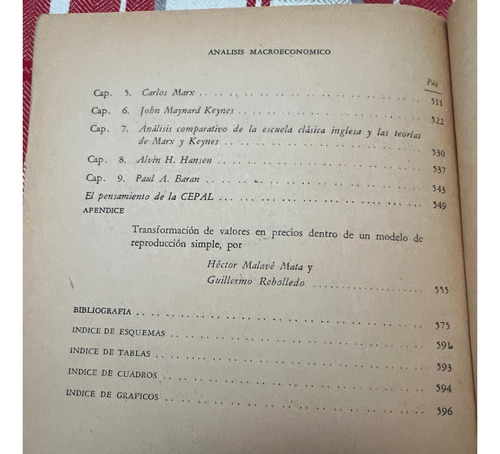 ANALISIS MACROECONOMICO
Pág
Cap. 5. Carlos Marx . . . . . . . . . . 511
Cap. 6. John Maynard Keynes . . . . . . . . . . 522
Cap. 7. Análisis comparativo de la escuela clásica inglesa y las teorías
de Marx y Keynes . . . . . . . . . . 530
Cap. 8. Alvin H. Hansen . . . . . . . . . . 537
Cap. 9. Paul A. Baran . . . . . . . . . . 543
El pensamiento de la CEPAL . . . . . . . . . . 549
APENDICE
Transformación de valores en precios dentro de un modelo de
reproducción simple, por
Héctor Malavé Mata y
Guillermo Rebolledo . . . . . . . . . . 555
BIBLIOGRAFIA . . . . . . . . . . 575
INDICE DE ESQUEMAS . . . . . . . . . . 591
INDICE DE TABLAS . . . . . . . . . . 593
INDICE DE CUADROS . . . . . . . . . . 594
INDICE DE GRAFICOS . . . . . . . . . . 596